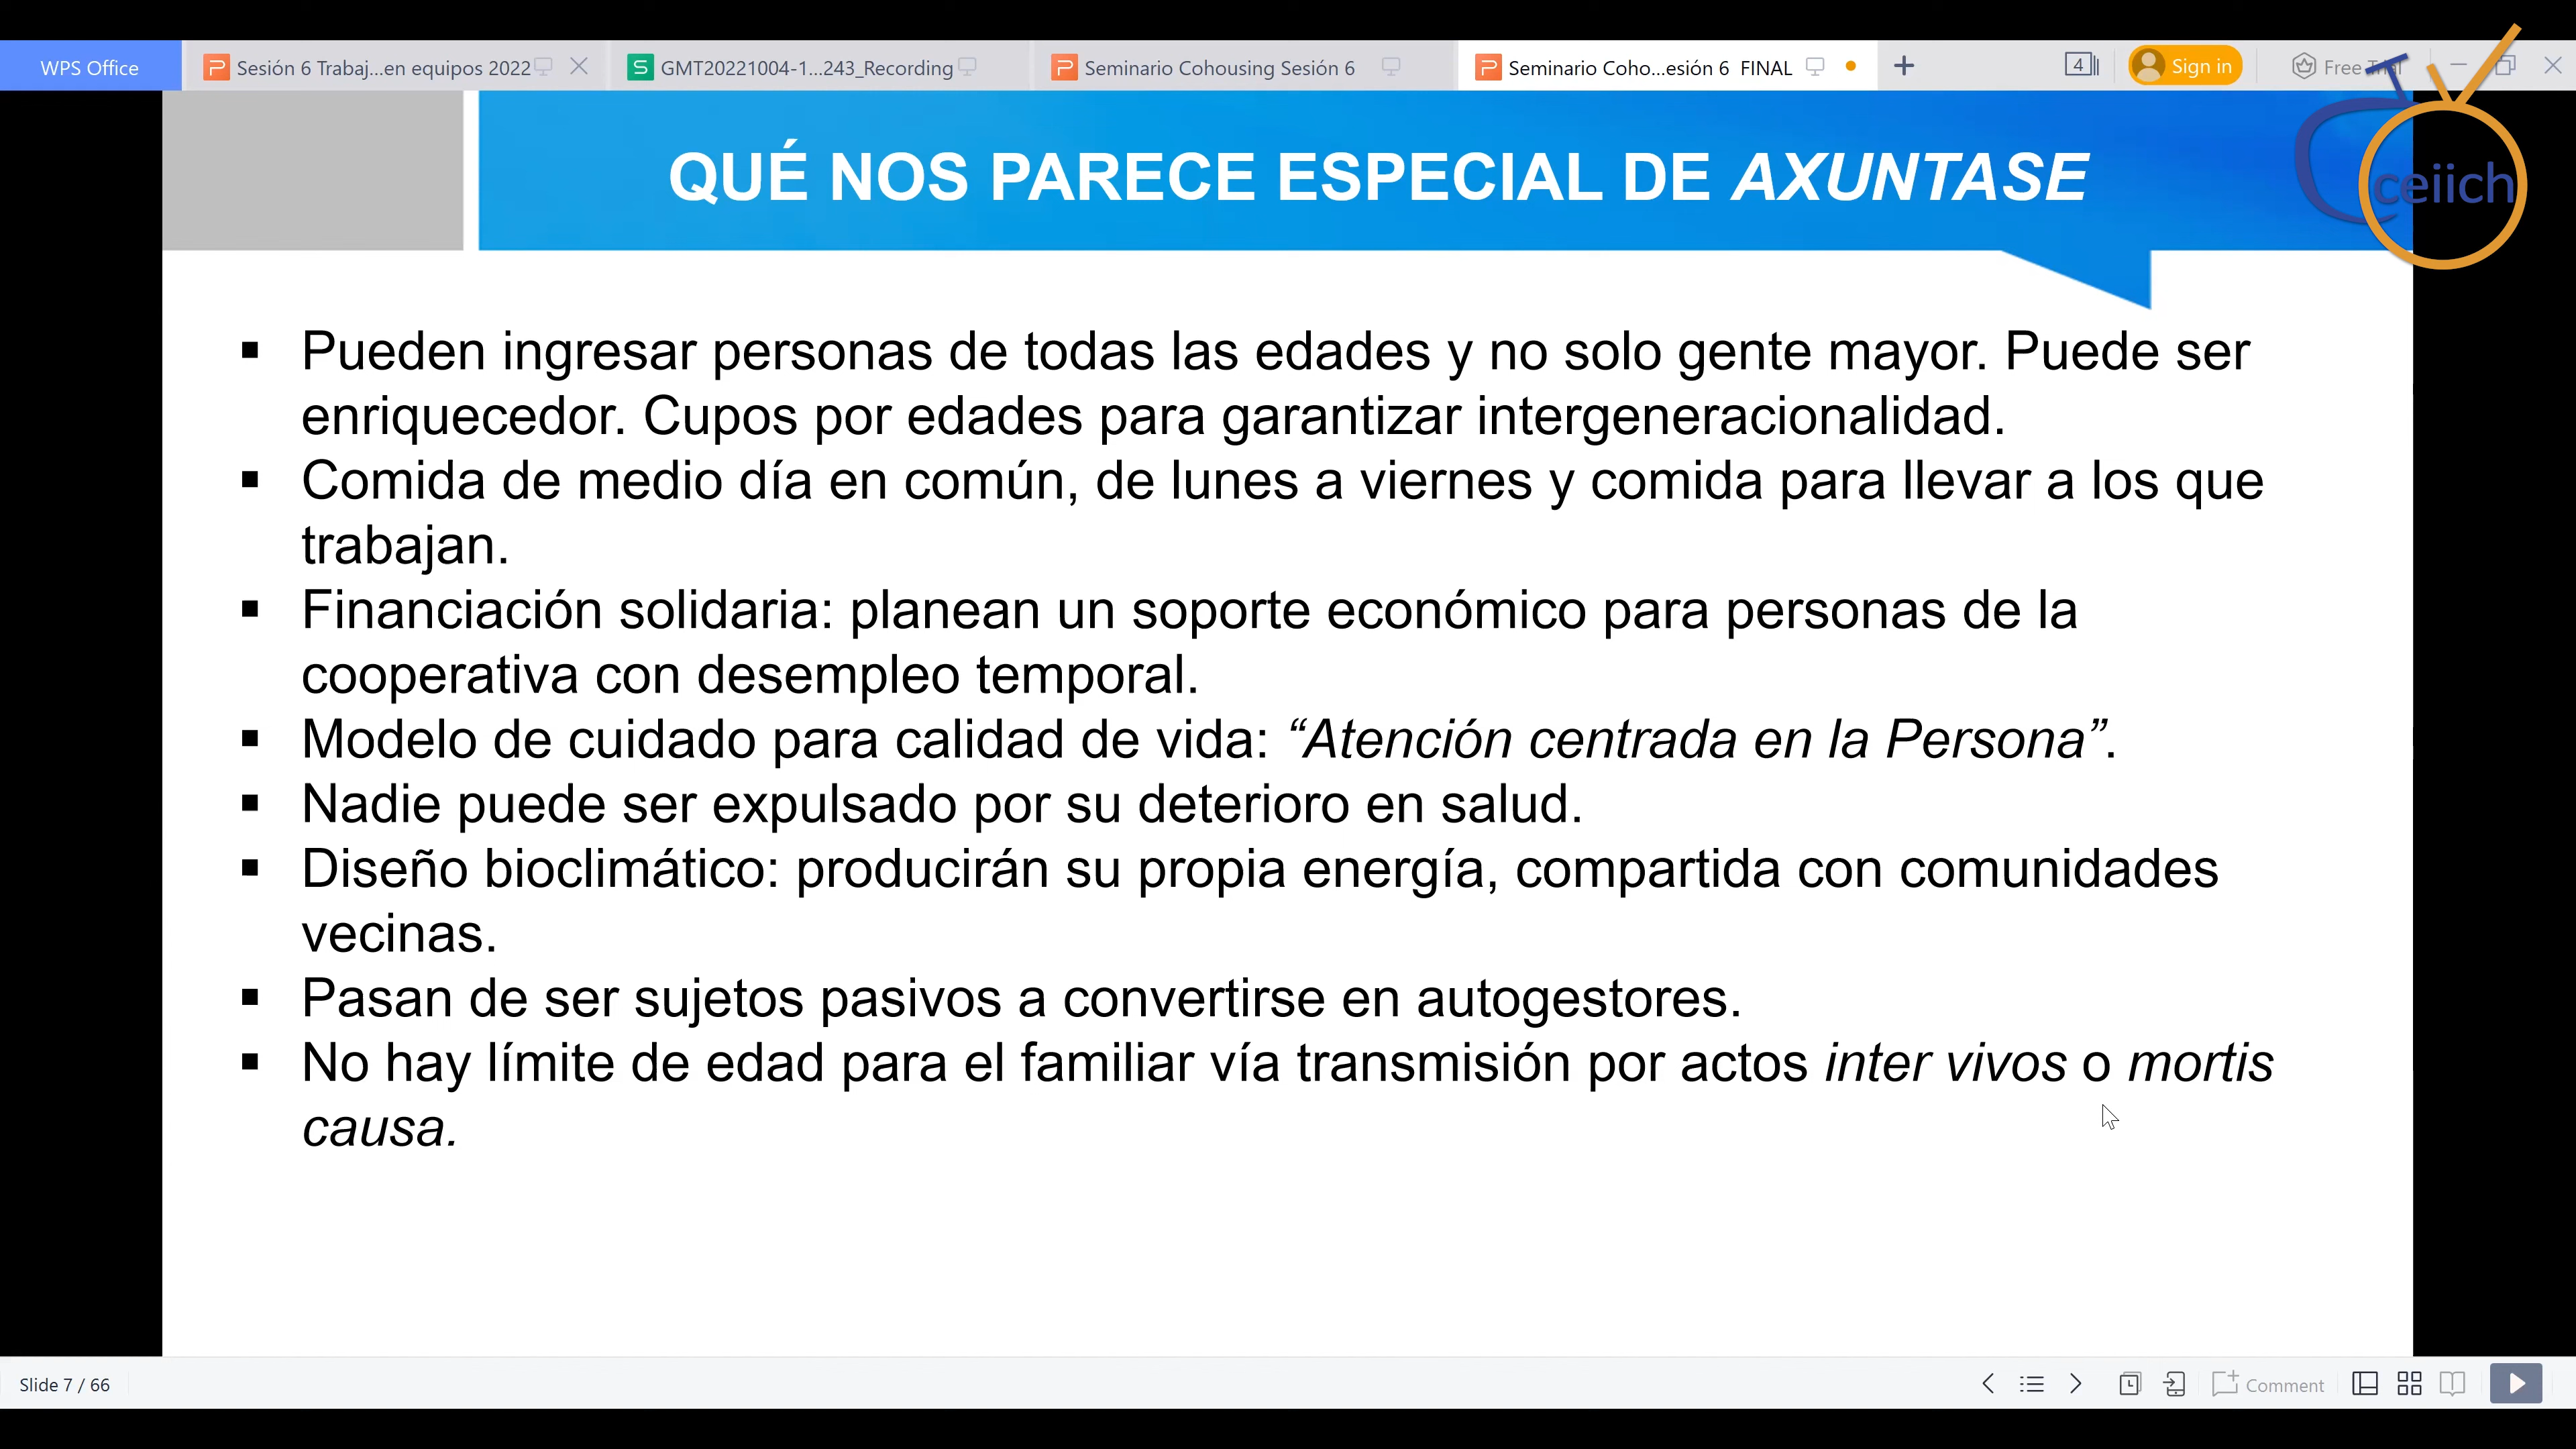 WPS Office
Sesión 6 Trabaj...en equipos 2022
GMT20221004-1...243_Recording
Seminario Cohousing Sesión 6
Seminario Coho...esión 6 FINAL
4
Sign in
Free Trial
TV
ceiich
QUÉ NOS PARECE ESPECIAL DE AXUNTASE
▪ Pueden ingresar personas de todas las edades y no solo gente mayor. Puede ser
enriquecedor. Cupos por edades para garantizar intergeneracionalidad.
▪ Comida de medio día en común, de lunes a viernes y comida para llevar a los que
trabajan.
▪ Financiación solidaria: planean un soporte económico para personas de la
cooperativa con desempleo temporal.
▪ Modelo de cuidado para calidad de vida: “Atención centrada en la Persona”.
▪ Nadie puede ser expulsado por su deterioro en salud.
▪ Diseño bioclimático: producirán su propia energía, compartida con comunidades
vecinas.
▪ Pasan de ser sujetos pasivos a convertirse en autogestores.
▪ No hay límite de edad para el familiar vía transmisión por actos inter vivos o mortis
causa.
Slide 7 / 66
Comment